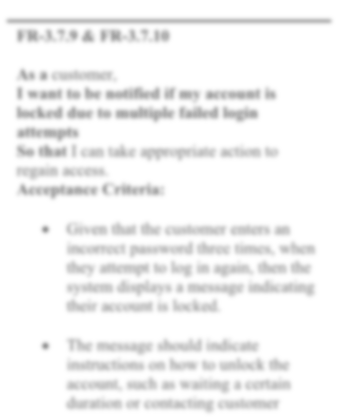 FR-3.7.9 & FR-3.7.10
As a customer,
I want to be notified if my account is
locked due to multiple failed login
attempts
So that I can take appropriate action to
regain access.
Acceptance Criteria:
• Given that the customer enters an
incorrect password three times, when
they attempt to log in again, then the
system displays a message indicating
their account is locked.
• The message should indicate
instructions on how to unlock the
account, such as waiting a certain
duration or contacting customer